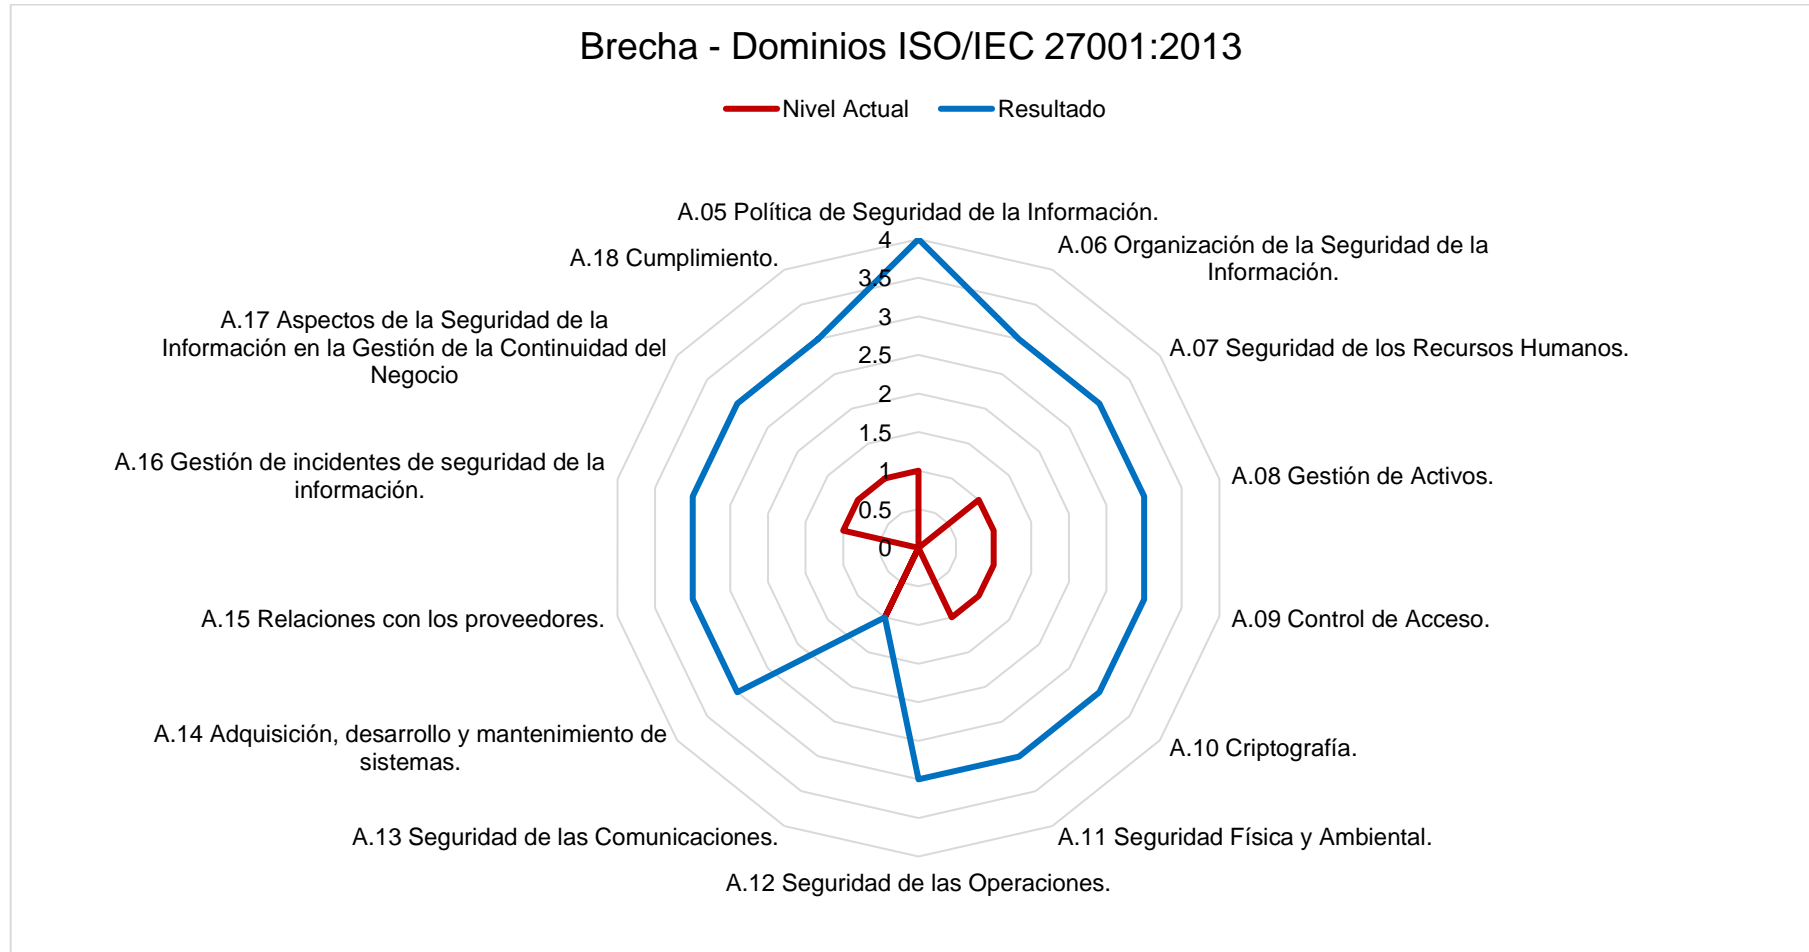 Brecha - Dominios ISO/IEC 27001:2013
Nivel Actual
Resultado
A.05 Política de Seguridad de la Información.
A.06 Organización de la Seguridad de la
Información.
A.07 Seguridad de los Recursos Humanos.
A.08 Gestión de Activos.
A.09 Control de Acceso.
A.10 Criptografía.
A.11 Seguridad Física y Ambiental.
A.12 Seguridad de las Operaciones.
A.13 Seguridad de las Comunicaciones.
A.14 Adquisición, desarrollo y mantenimiento de
sistemas.
A.15 Relaciones con los proveedores.
A.16 Gestión de incidentes de seguridad de la
información.
A.17 Aspectos de la Seguridad de la
Información en la Gestión de la Continuidad del
Negocio
A.18 Cumplimiento.
4
3.5
3
2.5
2
1.5
1
0.5
0